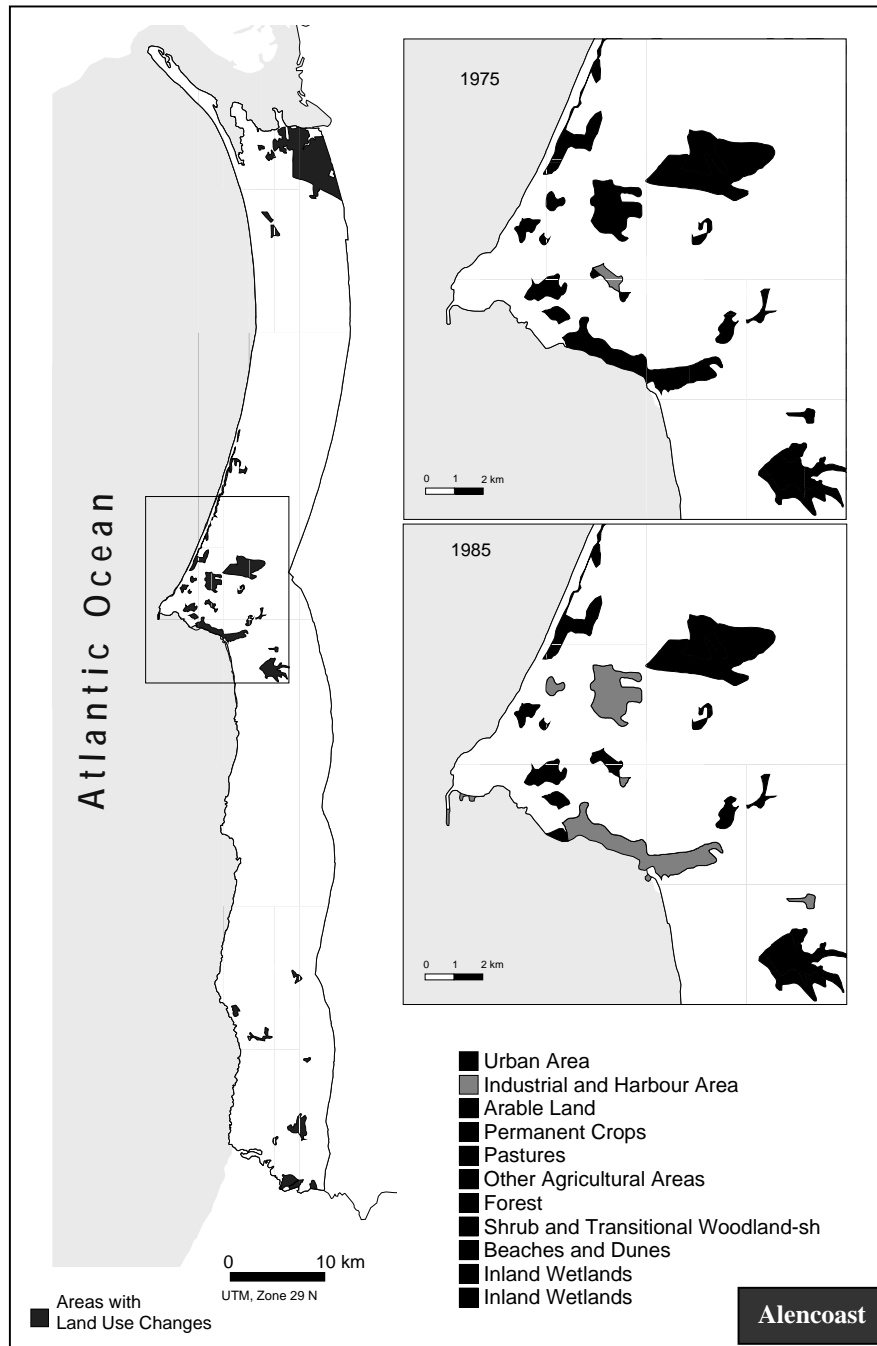 1975
0 1 2 km
1985
0 1 2 km
Atlantic Ocean
Urban Area
Industrial and Harbour Area
Arable Land
Permanent Crops
Pastures
Other Agricultural Areas
Forest
Shrub and Transitional Woodland-sh
Beaches and Dunes
Inland Wetlands
Inland Wetlands
0 10 km
UTM, Zone 29 N
Areas with
Land Use Changes
Alencoast